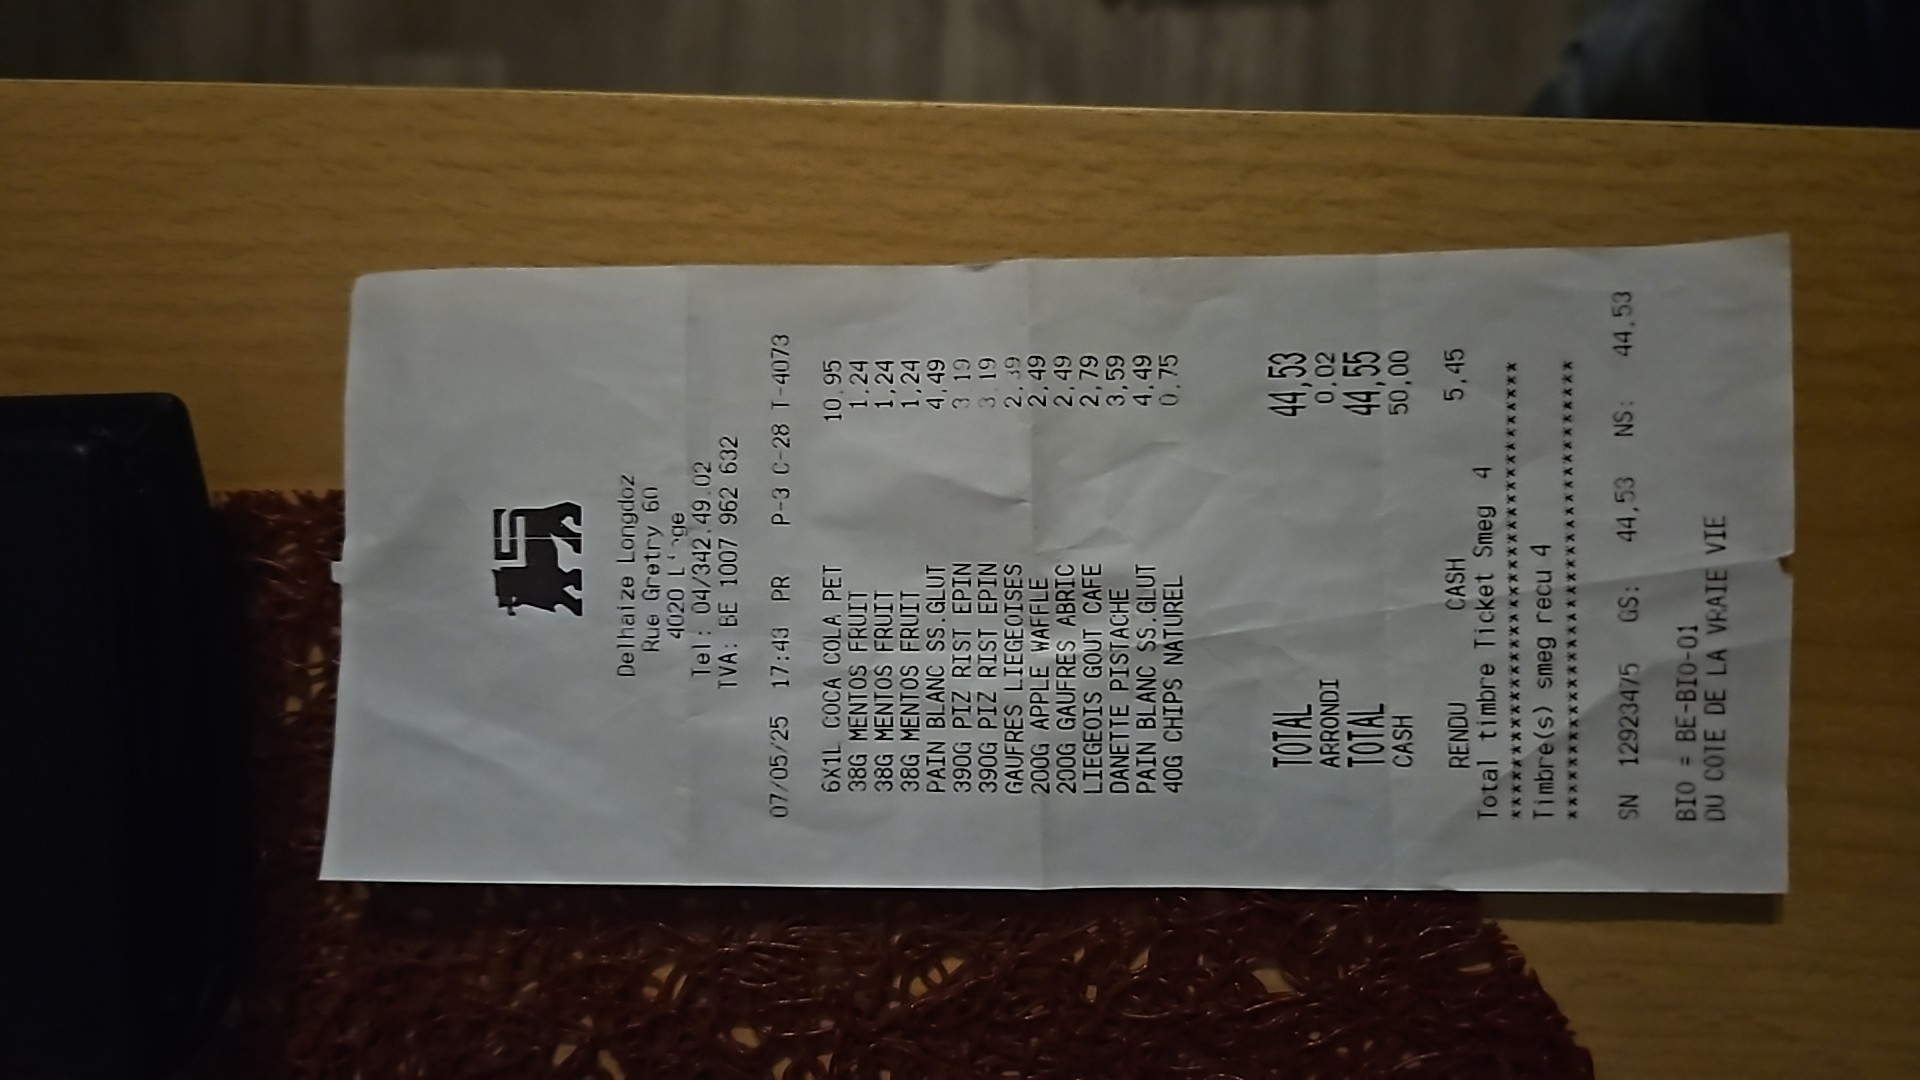 Delhaize Longdoz
Rue Gretry 60
4020
Tel: 04/342.49.02
TVA: BE 1007 962 632
07/05/25 17:43 PR P-3 C-28 T-4073
6X1L COCA COLA PET 10,95
38G MENTOS FRUIT 1,24
38G MENTOS FRUIT 1,24
38G MENTOS FRUIT 1,24
PAIN BLANC SS.GLUT 4,49
390G PIZ RIST EPIN 3,19
390G PIZ RIST EPIN 3,19
GAUFRES LIEGEOISES 2,39
200G APPLE WAFFLE 2,49
200G GAUFRES ABRIC 2,49
LIEGEOIS GOUT CAFE 2,79
DANETTE PISTACHE 3,59
PAIN BLANC SS.GLUT 4,49
40G CHIPS NATUREL 0,75
TOTAL 44,53
ARRONDI 0,02
TOTAL 44,55
CASH 50,00
RENDU CASH 5,45
Total timbre Ticket Smeg 4
****************************************
Timbre(s) smeg recu 4
****************************************
SN 12923475 GS: 44,53 NS: 44,53
BIO = BE-BIO-01
DU COTE DE LA VRAIE VIE